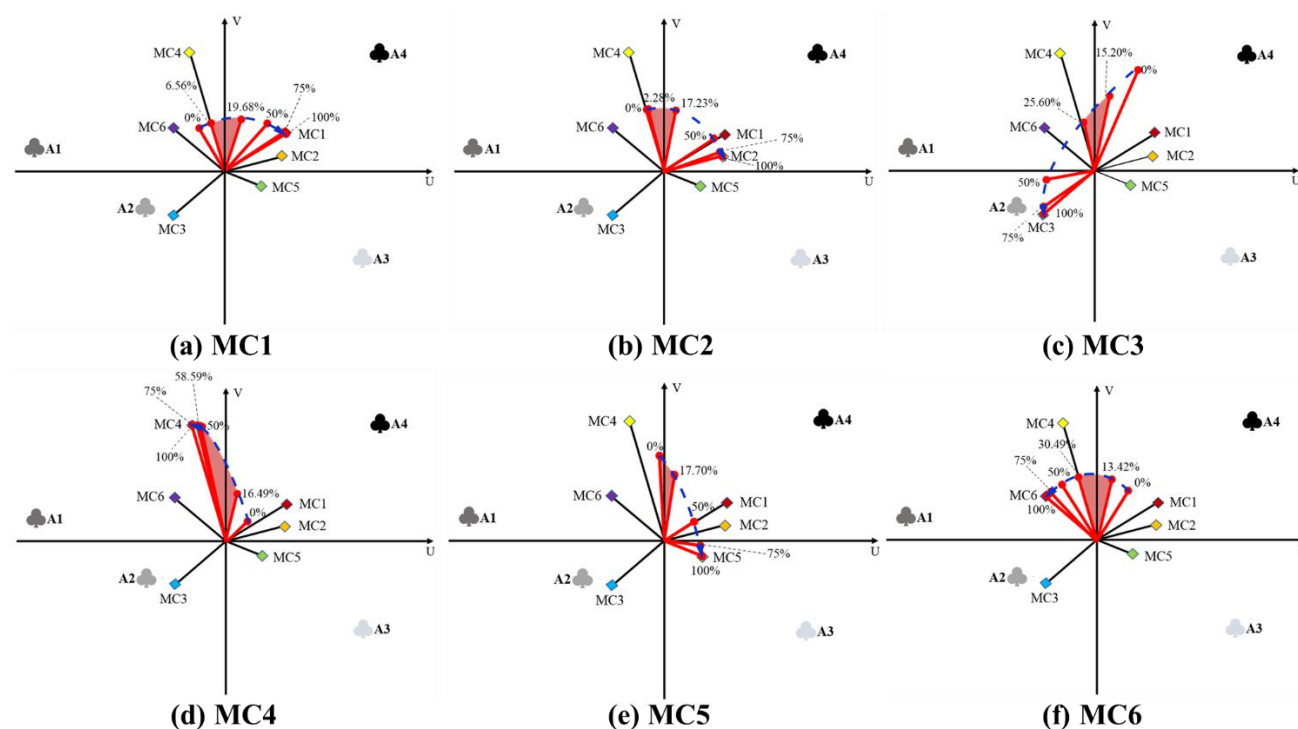 V
MC4
A4
6.56%
75%
19.68%
50%
100%
0%
MC1
MC6
A1
MC2
U
MC5
A2
MC3
A3
(a) MC1
V
MC4
A4
2.28%
17.23%
0%
MC6
MC1
50%
75%
A1
MC2
100%
U
MC5
A2
MC3
A3
(b) MC2
V
MC4
15.20%
A4
0%
25.60%
MC6
MC1
A1
MC2
50%
U
MC5
A2
100%
MC3
75%
A3
(c) MC3
58.59%
75%
V
MC4
50%
A4
100%
MC6
16.49%
MC1
0%
A1
MC2
U
MC5
A2
MC3
A3
(d) MC4
V
MC4
A4
0%
17.70%
MC6
MC1
50%
A1
MC2
U
75%
MC5
100%
A2
MC3
A3
(e) MC5
V
MC4
A4
30.49%
75%
50%
13.42%
0%
MC6
100%
MC1
A1
MC2
U
MC5
A2
MC3
A3
(f) MC6